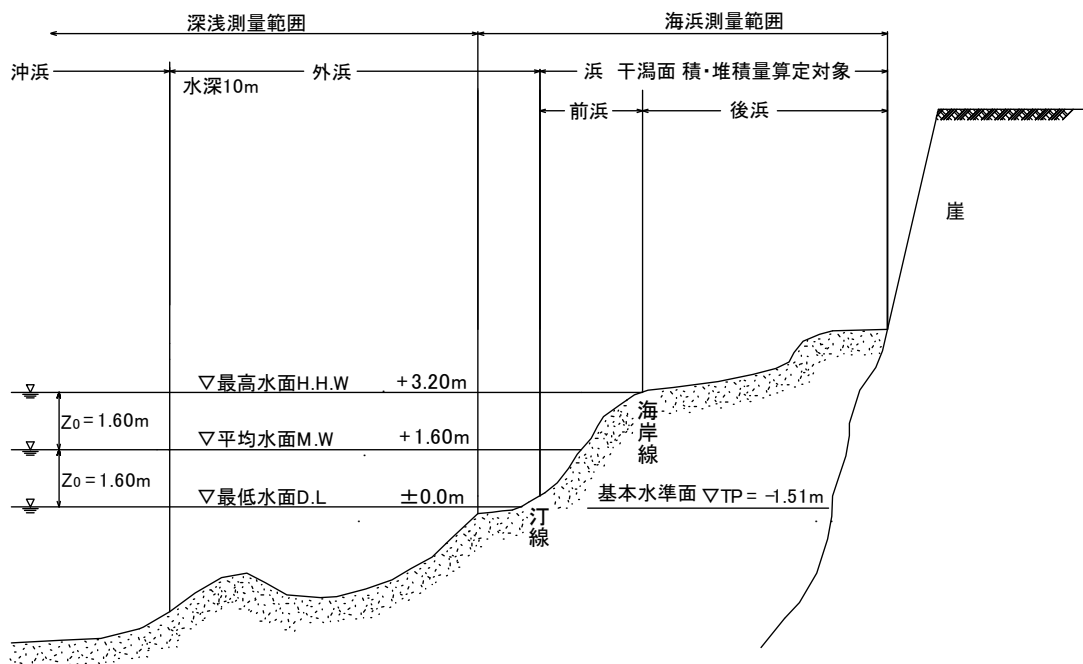 深浅測量範囲 海浜測量範囲
沖浜 外浜 浜 干潟面 積・堆積量算定対象
水深10m
前浜 後浜
崖
▽最高水面H.H.W +3.20m
海岸線
Z0=1.60m
▽平均水面M.W +1.60m
Z0=1.60m
▽最低水面D.L ±0.0m
基本水準面 ▽TP= -1.51m
汀線